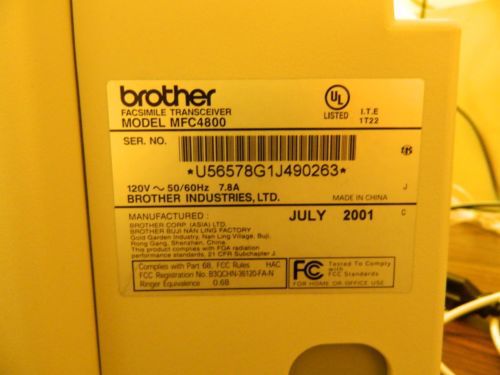 brother
FACSIMILE TRANSCEIVER
MODEL MFC4800
UL
LISTED
I.T.E
1T22
SER. NO.
*U56578G1J490263*
120V ~ 50/60Hz 7.8A
J
BROTHER INDUSTRIES, LTD.
MADE IN CHINA
MANUFACTURED :
JULY 2001
C
BROTHER CORP. (ASIA) LTD.
BROTHER BUJI NAN LING FACTORY
Gold Garden Industry, Nan Ling Village, Buji,
Rong Gang, Shenzhen, China.
This product complies with FDA radiation
performance standards, 21 CFR Subchapter J.
Complies with Part 68, FCC Rules HAC
FCC Registration No. B3QCHN-36120-FA-N
Ringer Equivalence 0.6B
FC
Tested To Comply
with
FCC Standards
FOR HOME OR OFFICE USE